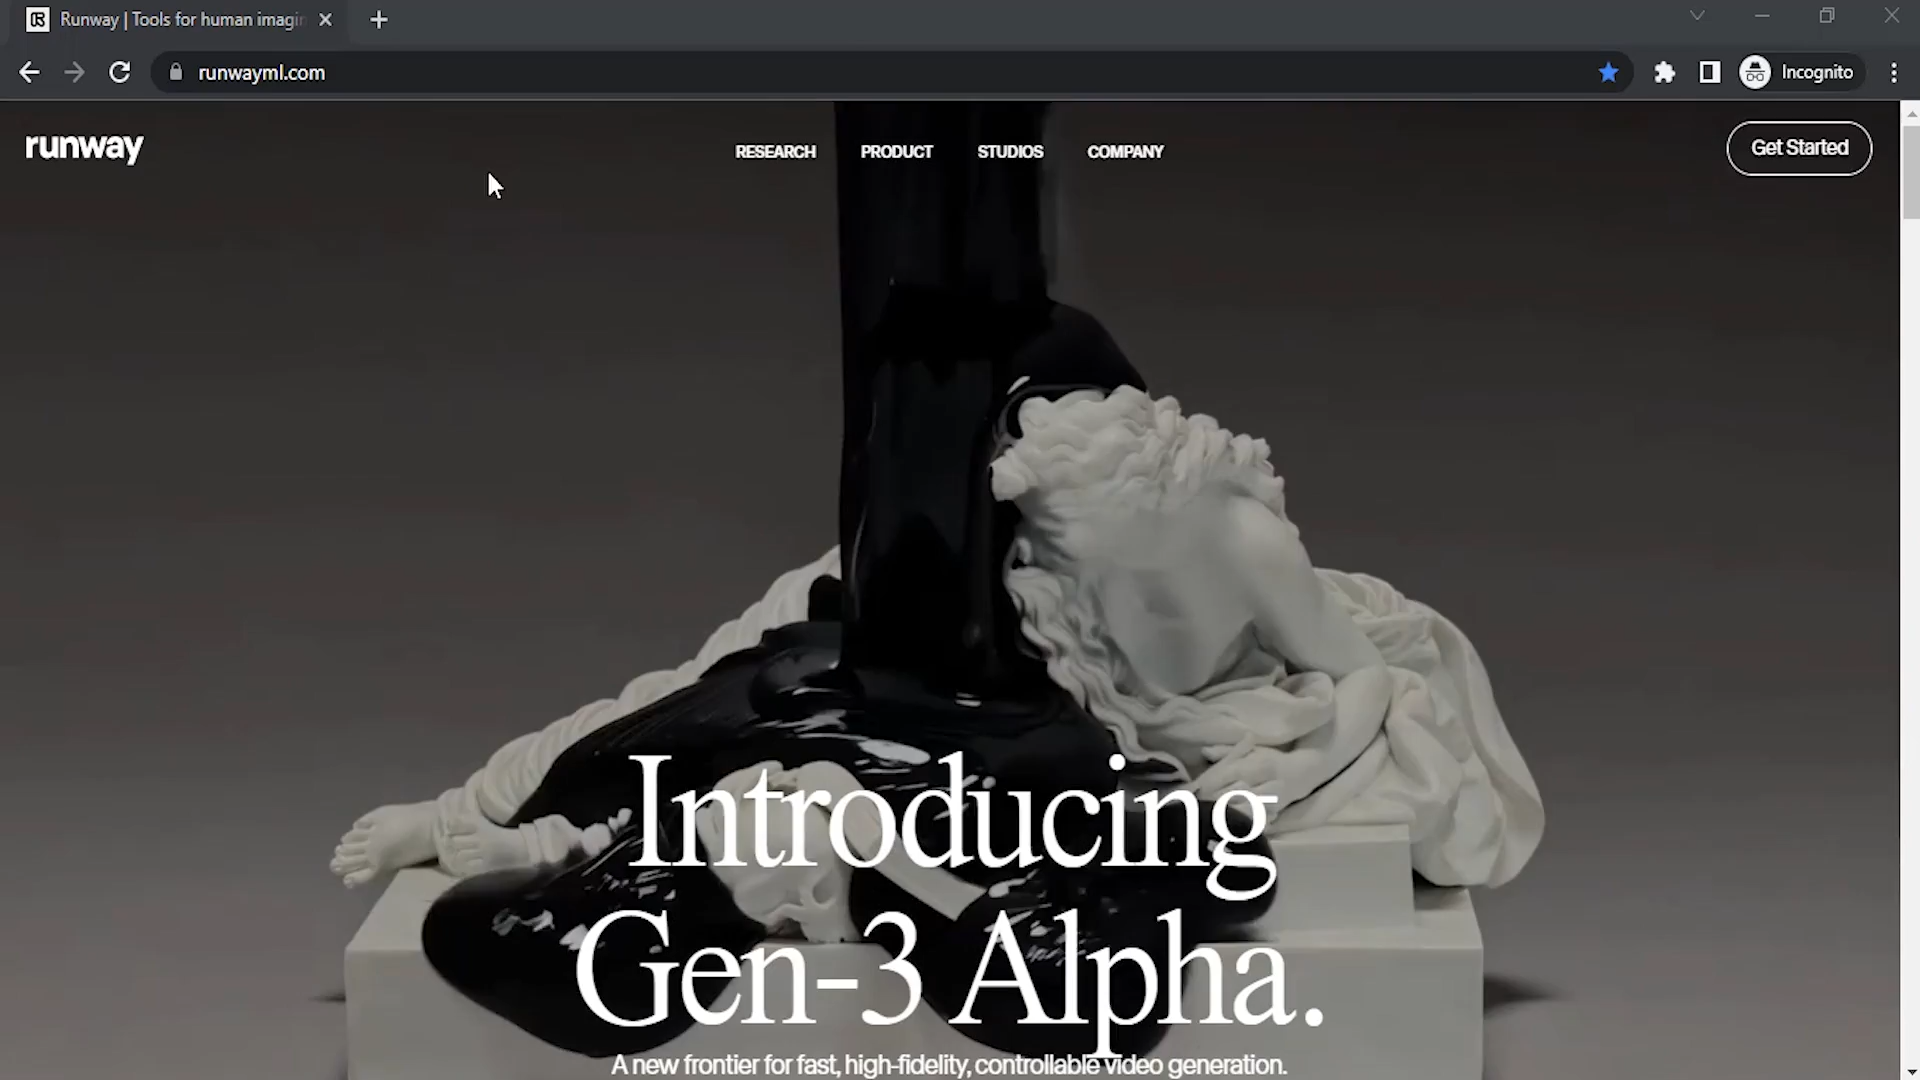 Runway | Tools for human imagin
runwayml.com
Incognito
runway
RESEARCH
PRODUCT
STUDIOS
COMPANY
Get Started
Introducing
Gen-3 Alpha.
A new frontier for fast, high-fidelity, controllable video generation.